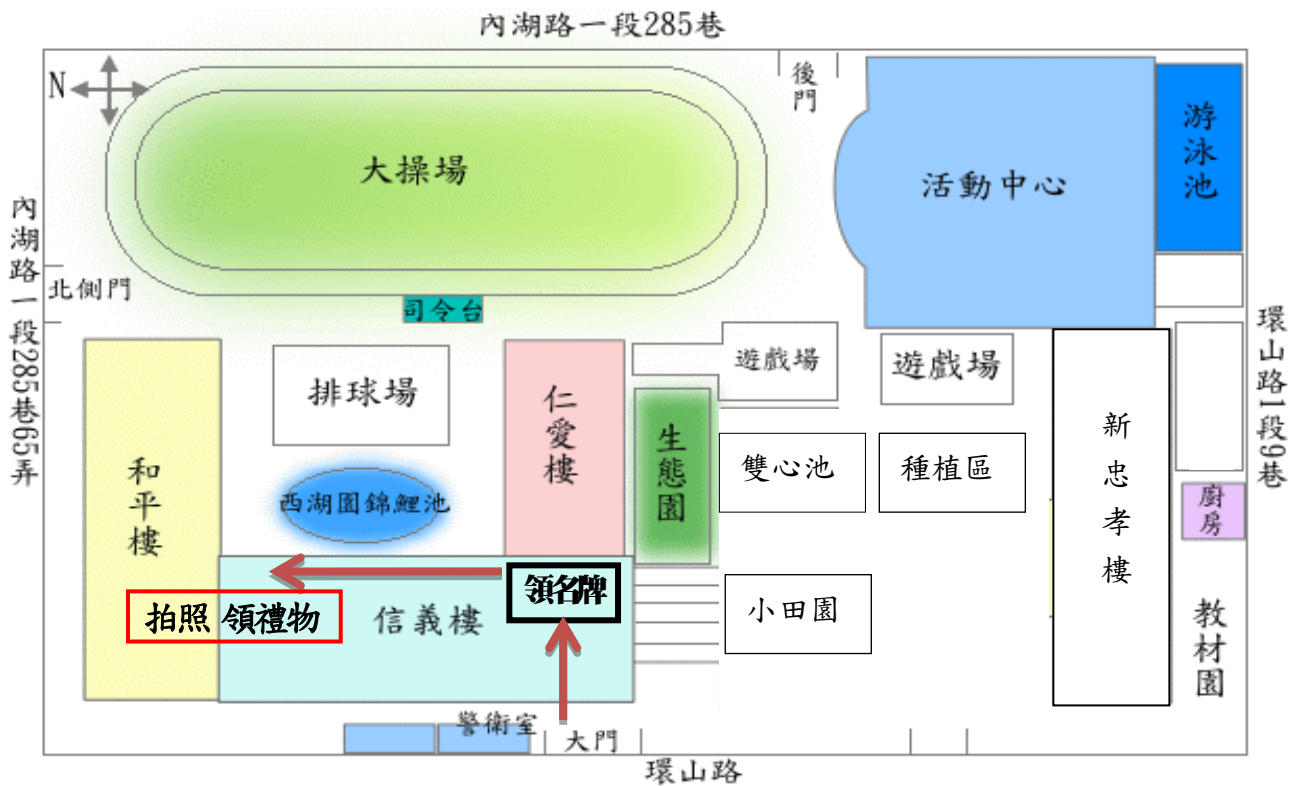 內湖路一段285巷
N
後門
游泳池
大操場
活動中心
內湖路一段285巷65弄
北側門
司令台
環山路1段9巷
遊戲場
遊戲場
排球場
仁愛樓
生態園
新忠孝樓
雙心池
種植區
和平樓
西湖園錦鯉池
廚房
領名牌
拍照 領禮物
信義樓
小田園
教材園
警衛室
大門
環山路